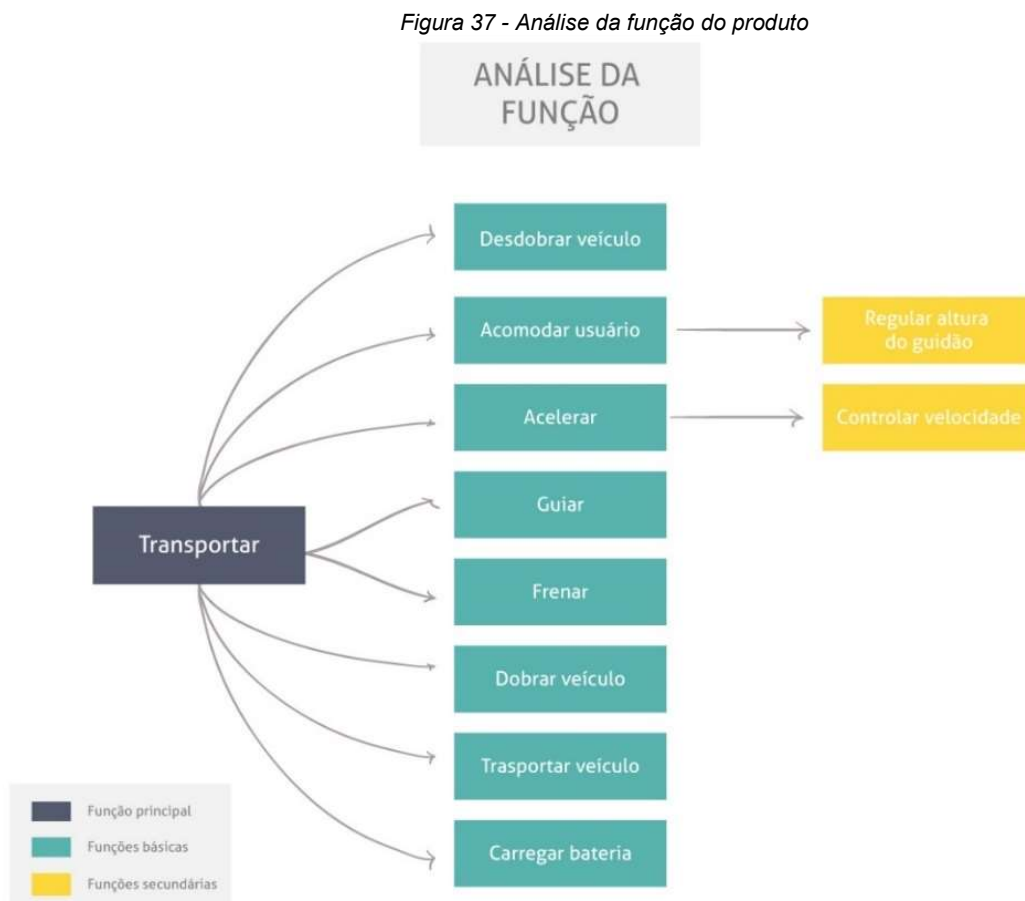 Figura 37 - Análise da função do produto
ANÁLISE DA
FUNÇÃO
Desdobrar veículo
Acomodar usuário
Regular altura
do guidão
Acelerar
Controlar velocidade
Guiar
Transportar
Frenar
Dobrar veículo
Trasportar veículo
Carregar bateria
Função principal
Funções básicas
Funções secundárias